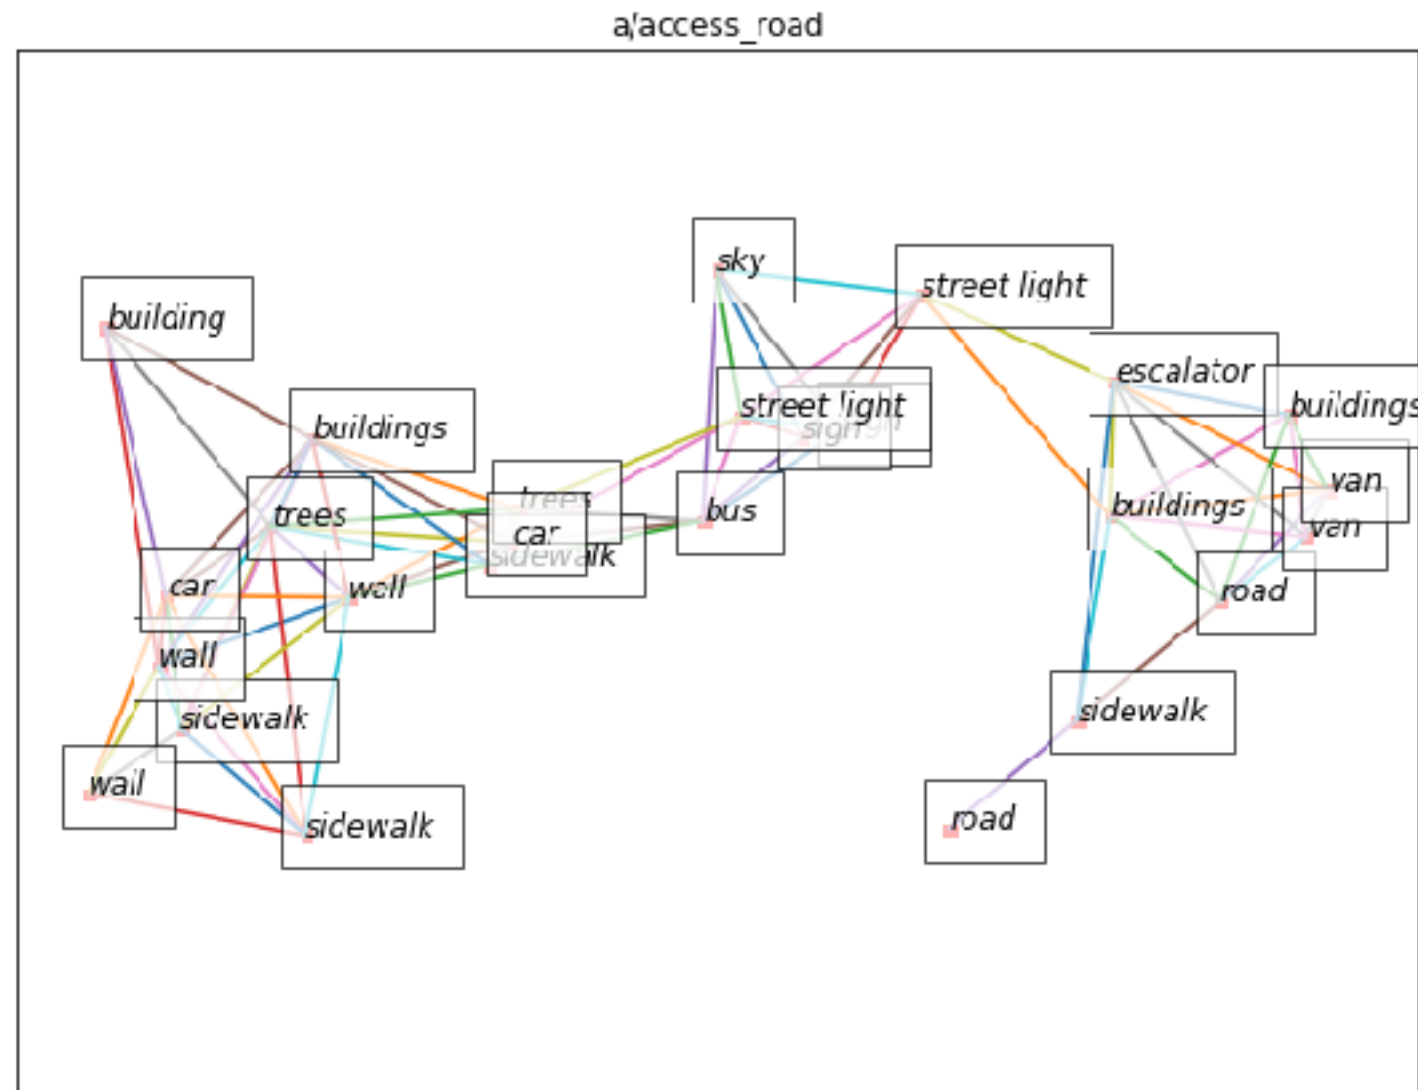 a/access_road
sky
street light
building
escalator
buildings
street light
sign
buildings
van
trees
buildings
bus
trees
car
van
sidewalk
car
wall
road
wall
sidewalk
sidewalk
wall
road
sidewalk